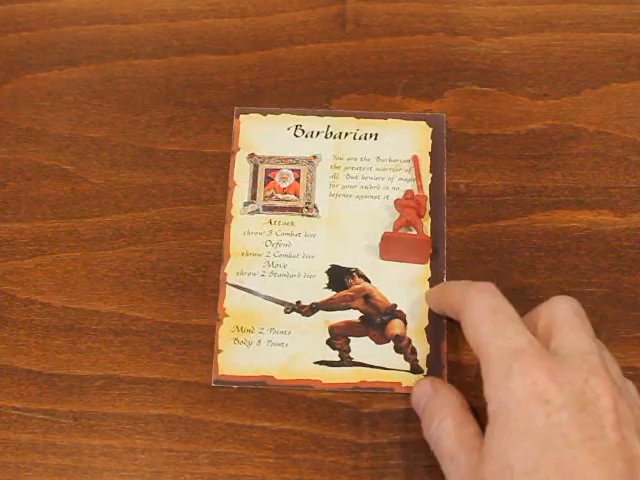 Barbarian
You are the Barbarian,
the greatest warrior of
all. But beware of magic
for your sword is no
defence against it.
Attack
throw 3 Combat dice
Defend
throw 2 Combat dice
Move
throw 2 Standard dice
Mind 2 Points
Body 8 Points